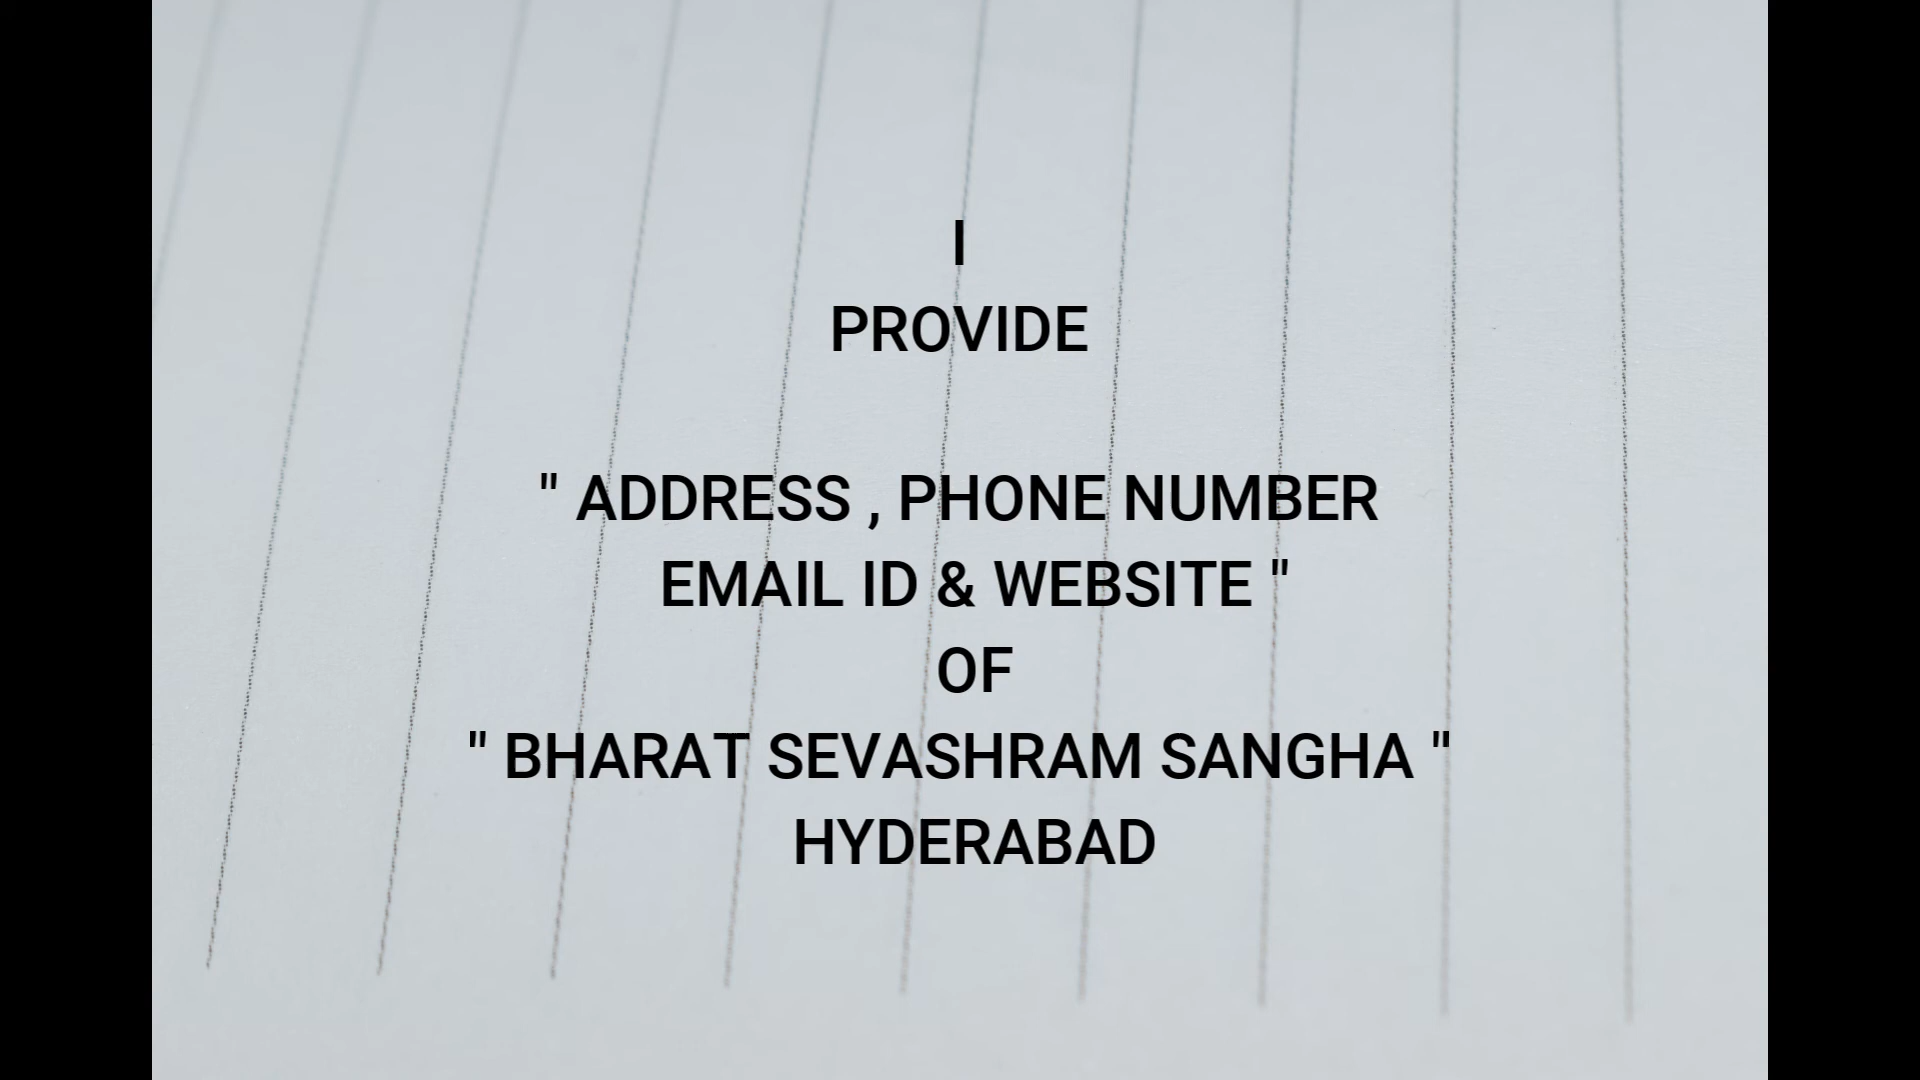 I
PROVIDE
" ADDRESS , PHONE NUMBER
EMAIL ID & WEBSITE "
OF
" BHARAT SEVASHRAM SANGHA "
HYDERABAD